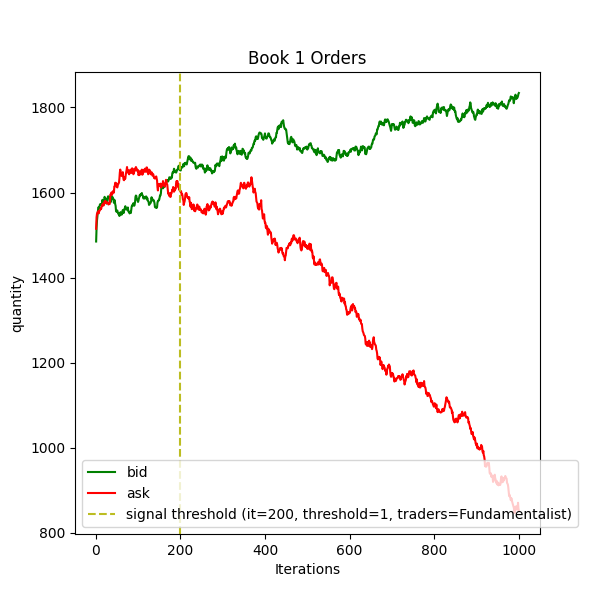 Book 1 Orders
quantity
1800
1600
1400
1200
1000
800
bid
ask
signal threshold (it=200, threshold=1, traders=Fundamentalist)
0 200 400 600 800 1000
Iterations